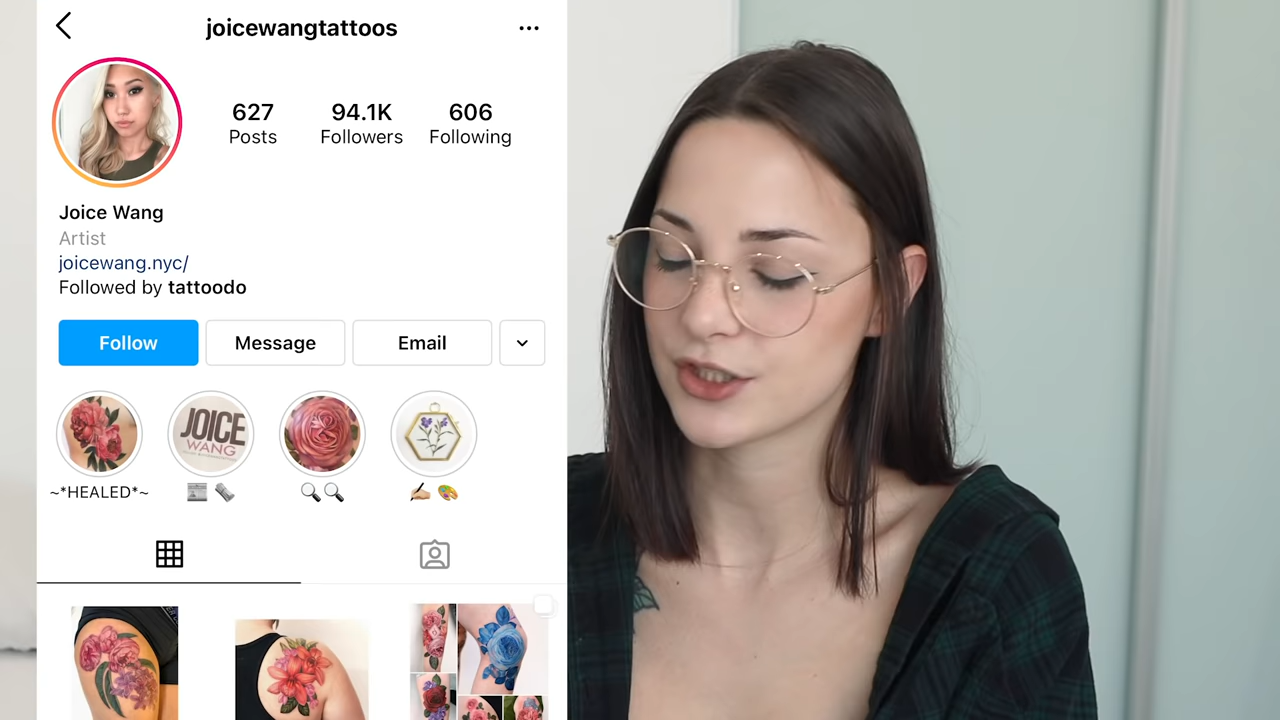 joicewangtattoos
627 94.1K 606
Posts Followers Following
Joice Wang
Artist
joicewang.nyc/
Followed by tattoodo
Follow Message Email
JOICE
WANG
~*HEALED*~